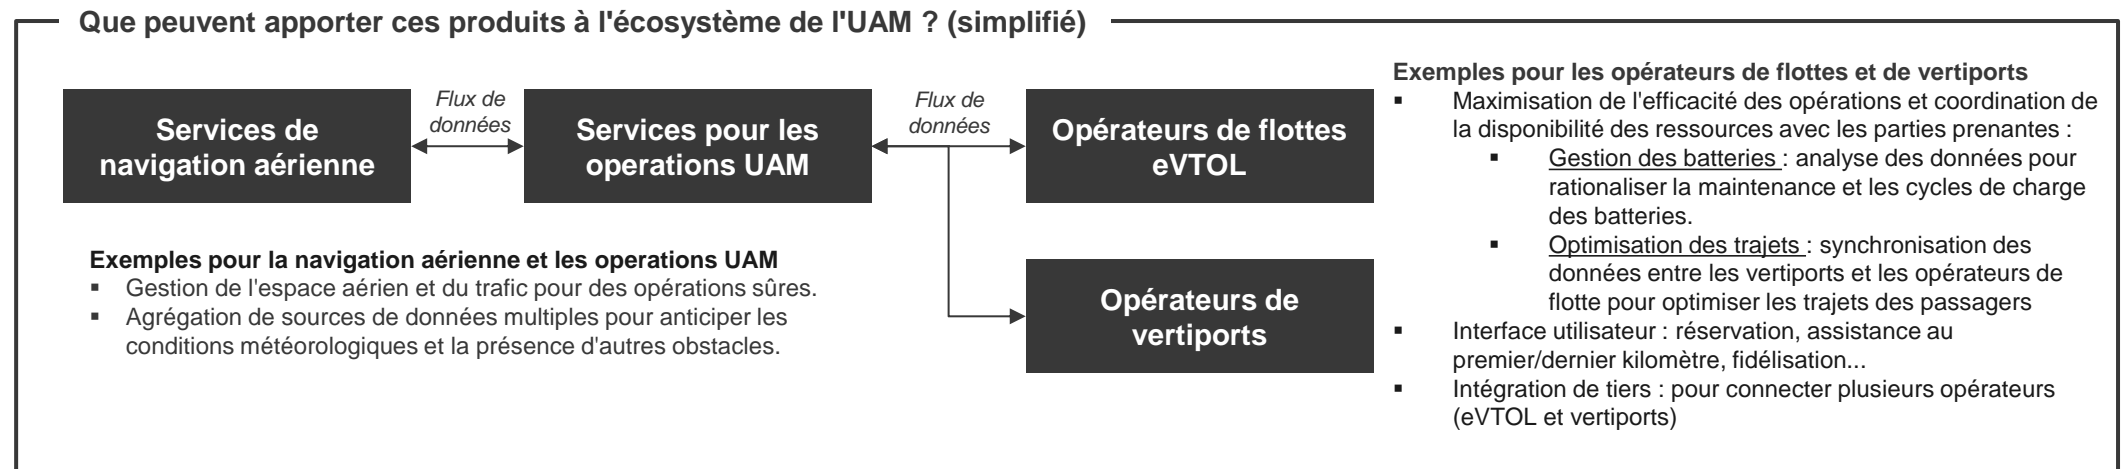 Que peuvent apporter ces produits à l'écosystème de l'UAM ? (simplifié)
Services de
navigation aérienne
Flux de
données
Services pour les
operations UAM
Flux de
données
Opérateurs de flottes
eVTOL
Opérateurs de
vertiports
Exemples pour la navigation aérienne et les operations UAM
▪ Gestion de l'espace aérien et du trafic pour des opérations sûres.
▪ Agrégation de sources de données multiples pour anticiper les
conditions météorologiques et la présence d'autres obstacles.
Exemples pour les opérateurs de flottes et de vertiports
▪ Maximisation de l'efficacité des opérations et coordination de
la disponibilité des ressources avec les parties prenantes :
▪ Gestion des batteries : analyse des données pour
rationaliser la maintenance et les cycles de charge
des batteries.
▪ Optimisation des trajets : synchronisation des
données entre les vertiports et les opérateurs de
flotte pour optimiser les trajets des passagers
▪ Interface utilisateur : réservation, assistance au
premier/dernier kilomètre, fidélisation...
▪ Intégration de tiers : pour connecter plusieurs opérateurs
(eVTOL et vertiports)